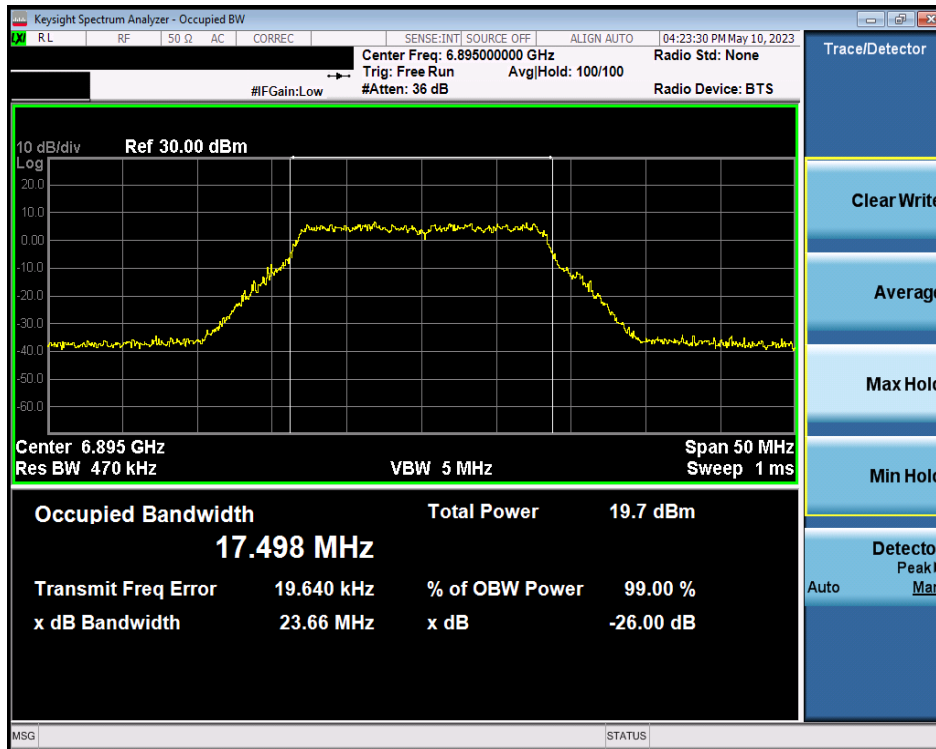 Keysight Spectrum Analyzer - Occupied BW
LXI RL RF 50 Ω AC CORREC SENSE:INT SOURCE OFF ALIGN AUTO 04:23:30 PM May 10, 2023
Center Freq: 6.895000000 GHz Radio Std: None
Trig: Free Run Avg|Hold: 100/100
#IFGain:Low #Atten: 36 dB Radio Device: BTS
10 dB/div Ref 30.00 dBm
Log
20.0
10.0
0.00
-10.0
-20.0
-30.0
-40.0
-50.0
-60.0
Center 6.895 GHz Span 50 MHz
Res BW 470 kHz VBW 5 MHz Sweep 1 ms
Occupied Bandwidth Total Power 19.7 dBm
17.498 MHz
Transmit Freq Error 19.640 kHz % of OBW Power 99.00 %
x dB Bandwidth 23.66 MHz x dB -26.00 dB
MSG STATUS
Trace/Detector
Clear Write
Average
Max Hold
Min Hold
Detecto
Peak
Auto Man